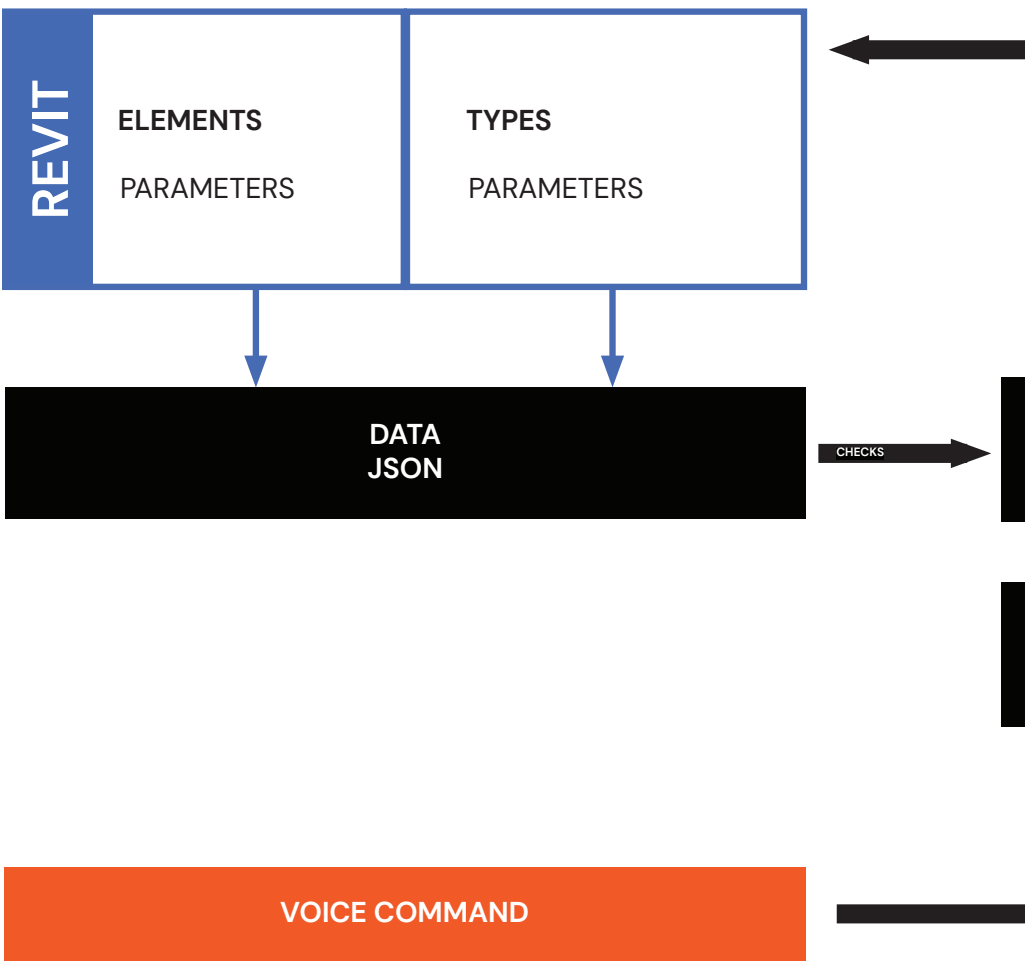 REVIT
ELEMENTS
PARAMETERS
TYPES
PARAMETERS
DATA
JSON
CHECKS
VOICE COMMAND